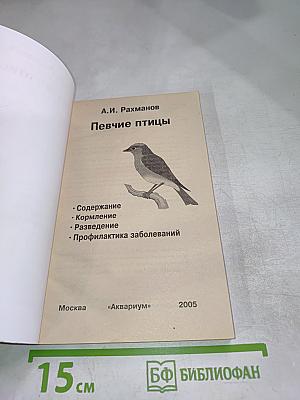 А.И. Рахманов
Певчие птицы
· Содержание
· Кормление
· Разведение
· Профилактика заболеваний
Москва «Аквариум» 2005
15 см
БФ БИБЛИОФАН